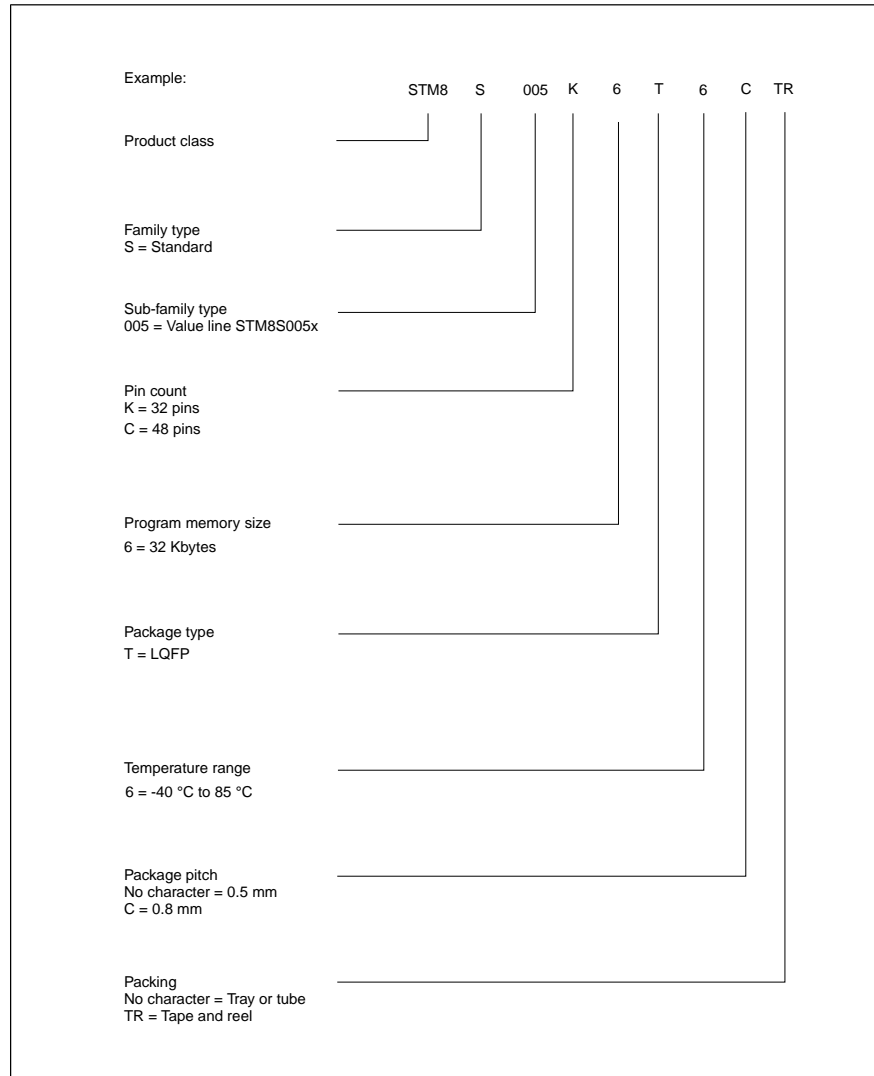 Example:
STM8 S 005 K 6 T 6 C TR
Product class
Family type
S = Standard
Sub-family type
005 = Value line STM8S005x
Pin count
K = 32 pins
C = 48 pins
Program memory size
6 = 32 Kbytes
Package type
T = LQFP
Temperature range
6 = -40 °C to 85 °C
Package pitch
No character = 0.5 mm
C = 0.8 mm
Packing
No character = Tray or tube
TR = Tape and reel